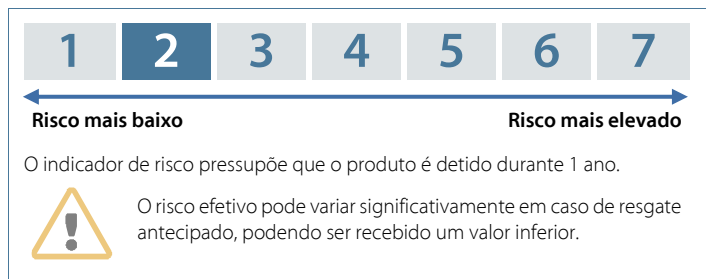 1 2 3 4 5 6 7
Risco mais baixo Risco mais elevado
O indicador de risco pressupõe que o produto é detido durante 1 ano.
!
O risco efetivo pode variar significativamente em caso de resgate
antecipado, podendo ser recebido um valor inferior.